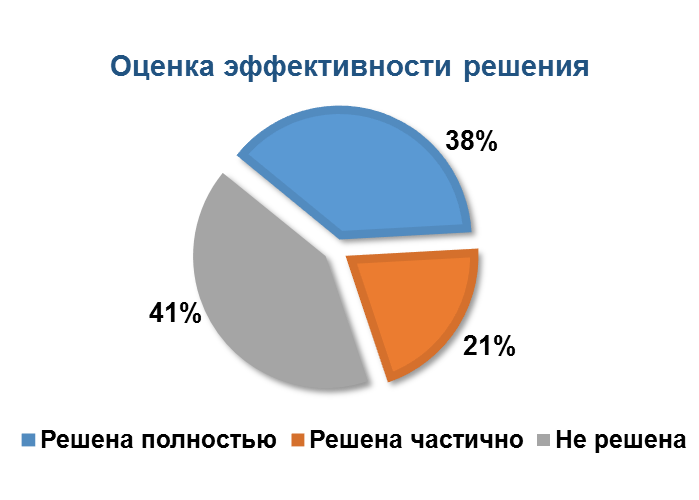 Оценка эффективности решения
38%
41%
21%
Решена полностью Решена частично Не решена